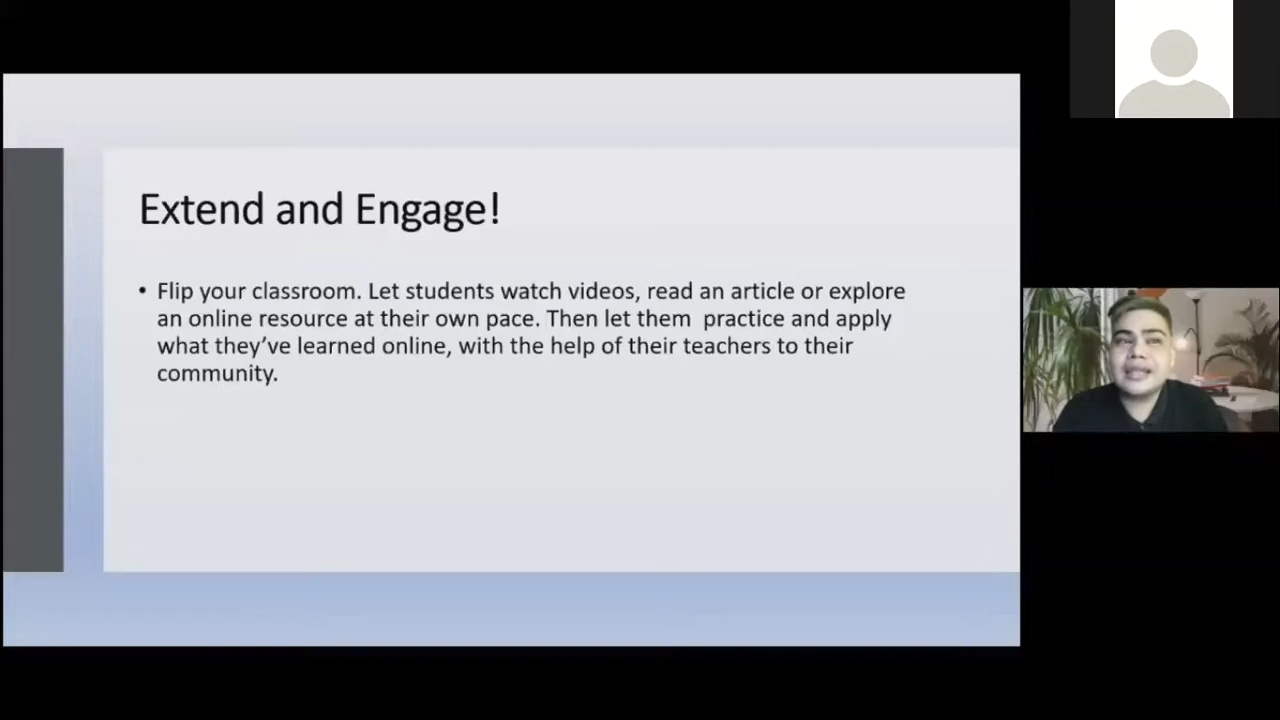 Extend and Engage!
• Flip your classroom. Let students watch videos, read an article or explore
an online resource at their own pace. Then let them  practice and apply
what they’ve learned online, with the help of their teachers to their
community.